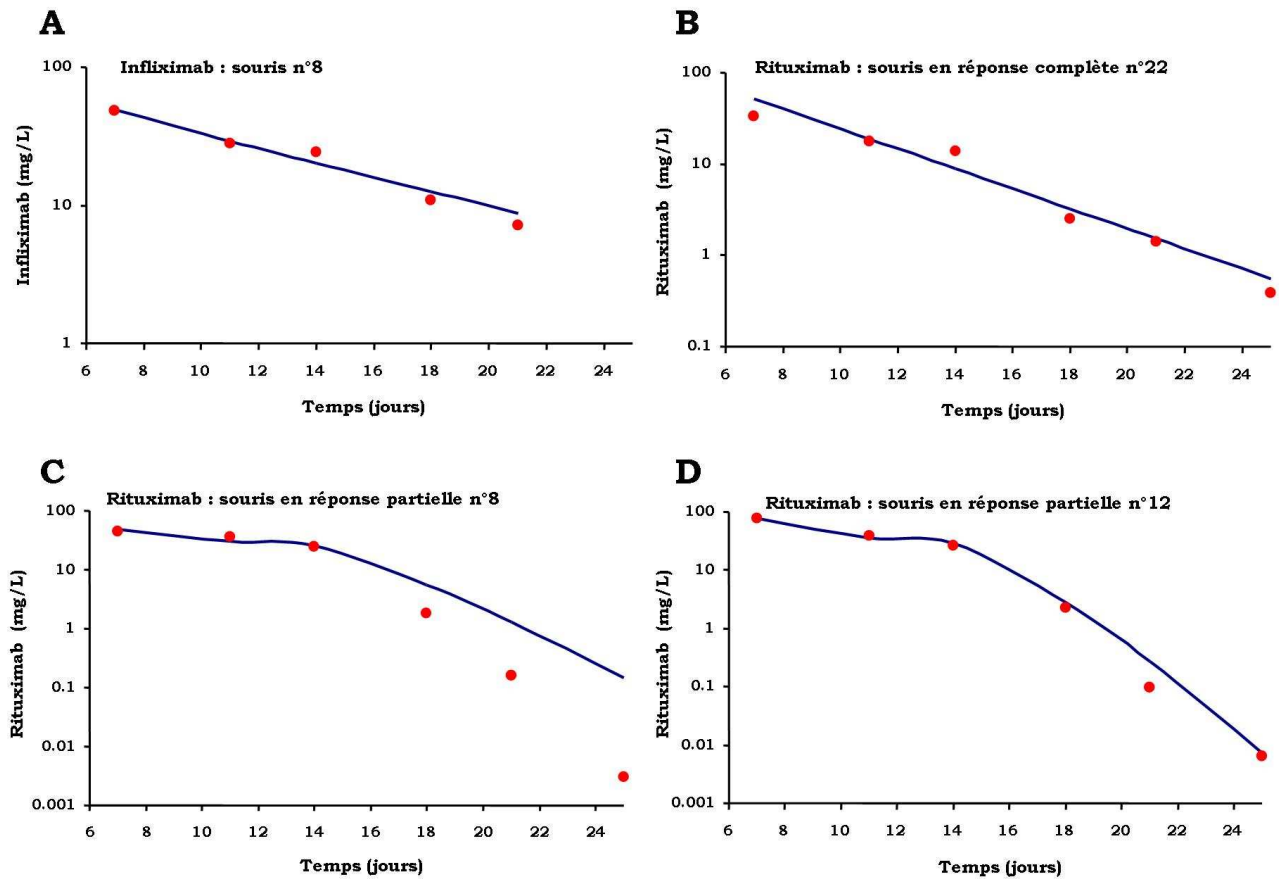 A
Infliximab : souris n°8
100
10
1
Infliximab (mg/L)
6 8 10 12 14 16 18 20 22 24
Temps (jours)
B
Rituximab : souris en réponse complète n°22
100
10
1
0.1
Rituximab (mg/L)
6 8 10 12 14 16 18 20 22 24
Temps (jours)
C
Rituximab : souris en réponse partielle n°8
100
10
1
0.1
0.01
0.001
Rituximab (mg/L)
6 8 10 12 14 16 18 20 22 24
Temps (jours)
D
Rituximab : souris en réponse partielle n°12
100
10
1
0.1
0.01
0.001
Rituximab (mg/L)
6 8 10 12 14 16 18 20 22 24
Temps (jours)